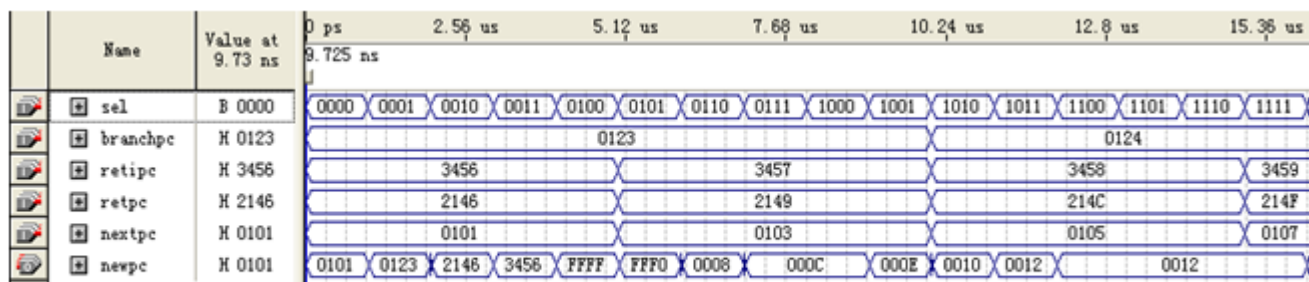 Name Value at 9.73 ns 0 ps 2.56 us 5.12 us 7.68 us 10.24 us 12.8 us 15.36 us
9.725 ns
sel B 0000 0000 0001 0010 0011 0100 0101 0110 0111 1000 1001 1010 1011 1100 1101 1110 1111
branchpc H 0123 0123 0124
retipc H 3456 3456 3457 3458 3459
retpc H 2146 2146 2149 214C 214F
nextpc H 0101 0101 0103 0105 0107
newpc H 0101 0101 0123 2146 3456 FFFF FFF0 0008 000C 000E 0010 0012 0012